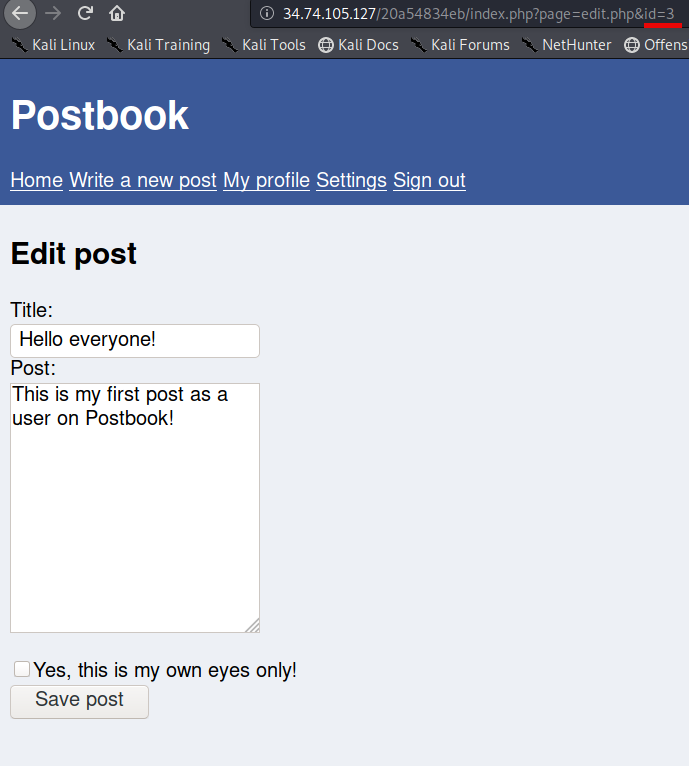 34.74.105.127/20a54834eb/index.php?page=edit.php&id=3
Kali Linux Kali Training Kali Tools Kali Docs Kali Forums NetHunter Offens
Postbook
Home Write a new post My profile Settings Sign out
Edit post
Title:
Hello everyone!
Post:
This is my first post as a
user on Postbook!
Yes, this is my own eyes only!
Save post